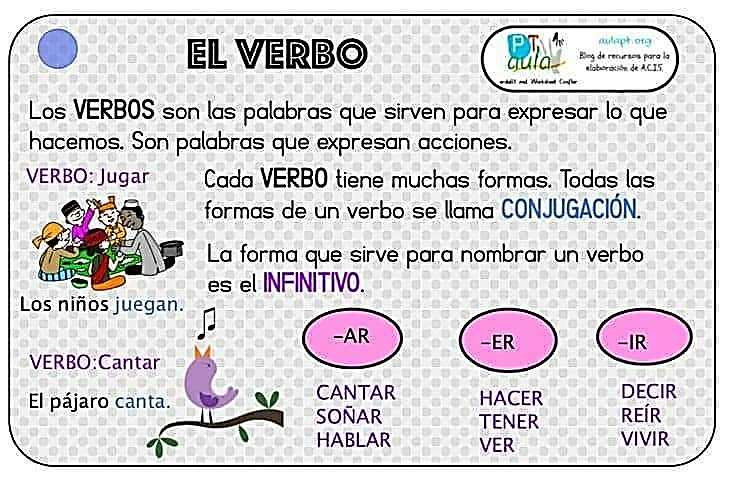 EL VERBO
PT
aula
aulapt.org
Blog de recursos para la
elaboración de A.C.I.S.
Los VERBOS son las palabras que sirven para expresar lo que
hacemos. Son palabras que expresan acciones.
VERBO: Jugar
Cada VERBO tiene muchas formas. Todas las
formas de un verbo se llama CONJUGACIÓN.
La forma que sirve para nombrar un verbo
es el INFINITIVO.
Los niños juegan.
VERBO:Cantar
El pájaro canta.
-AR
CANTAR
SOÑAR
HABLAR
-ER
HACER
TENER
VER
-IR
DECIR
REÍR
VIVIR